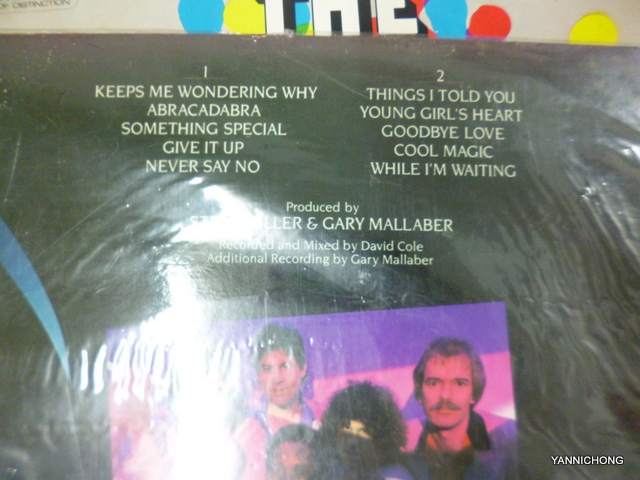 OF DISTINCTION
THE
1
KEEPS ME WONDERING WHY
ABRACADABRA
SOMETHING SPECIAL
GIVE IT UP
NEVER SAY NO
2
THINGS I TOLD YOU
YOUNG GIRL'S HEART
GOODBYE LOVE
COOL MAGIC
WHILE I'M WAITING
Produced by
& GARY MALLABER
Recorded and Mixed by David Cole
Additional Recording by Gary Mallaber
YANNICHONG